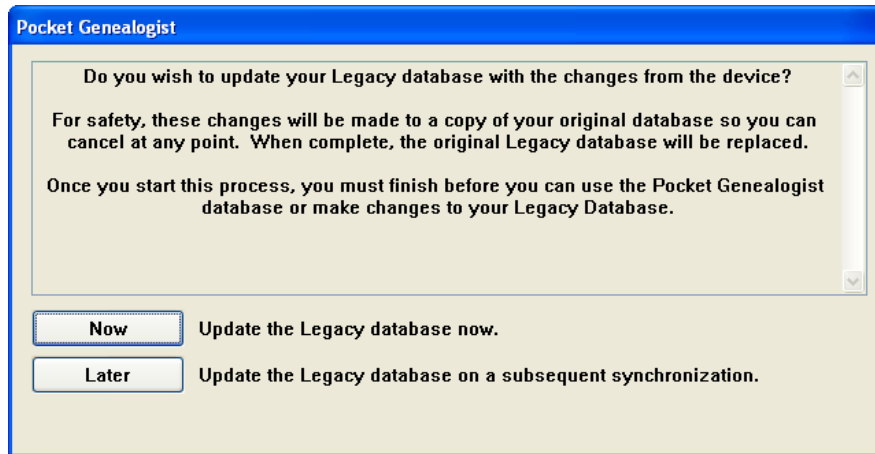 Pocket Genealogist
Do you wish to update your Legacy database with the changes from the device?
For safety, these changes will be made to a copy of your original database so you can
cancel at any point.  When complete, the original Legacy database will be replaced.
Once you start this process, you must finish before you can use the Pocket Genealogist
database or make changes to your Legacy Database.
Now Update the Legacy database now.
Later Update the Legacy database on a subsequent synchronization.